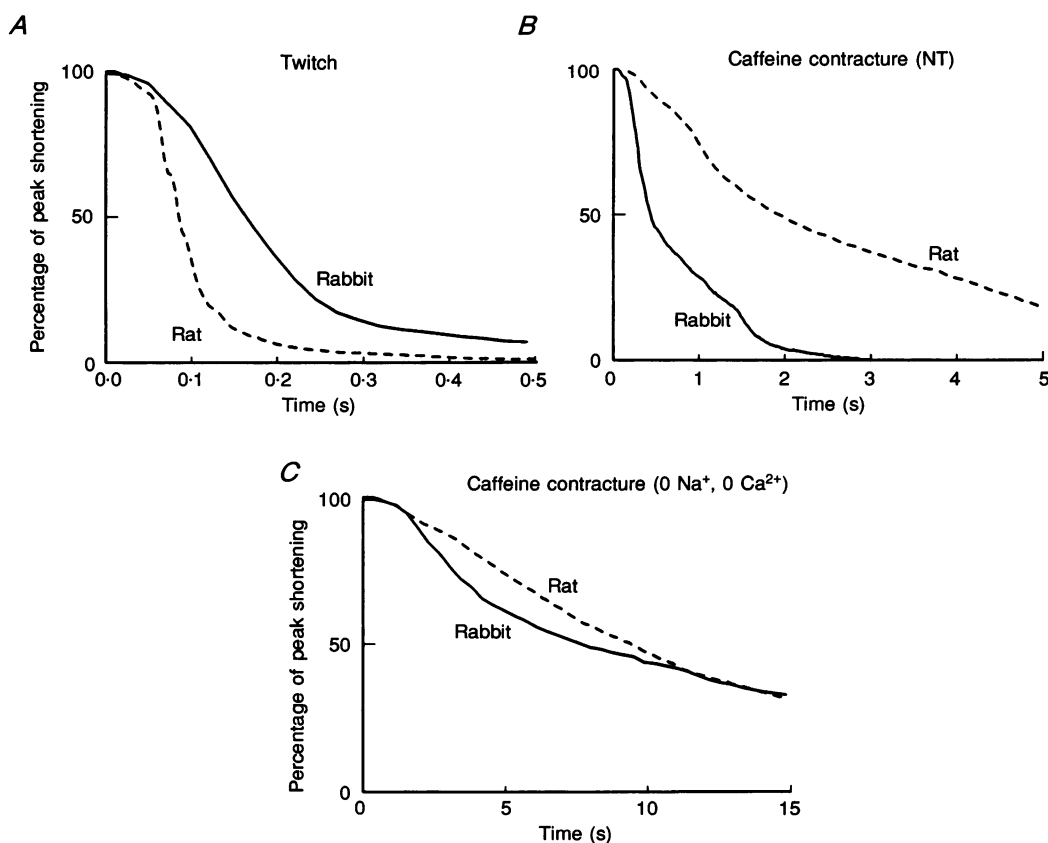 A
Twitch
Percentage of peak shortening
100
50
0
Rabbit
Rat
0·0 0·1 0·2 0·3 0·4 0·5
Time (s)
B
Caffeine contracture (NT)
100
50
0
Rat
Rabbit
0 1 2 3 4 5
Time (s)
C
Caffeine contracture (0 Na⁺, 0 Ca²⁺)
Percentage of peak shortening
100
50
0
Rat
Rabbit
0 5 10 15
Time (s)